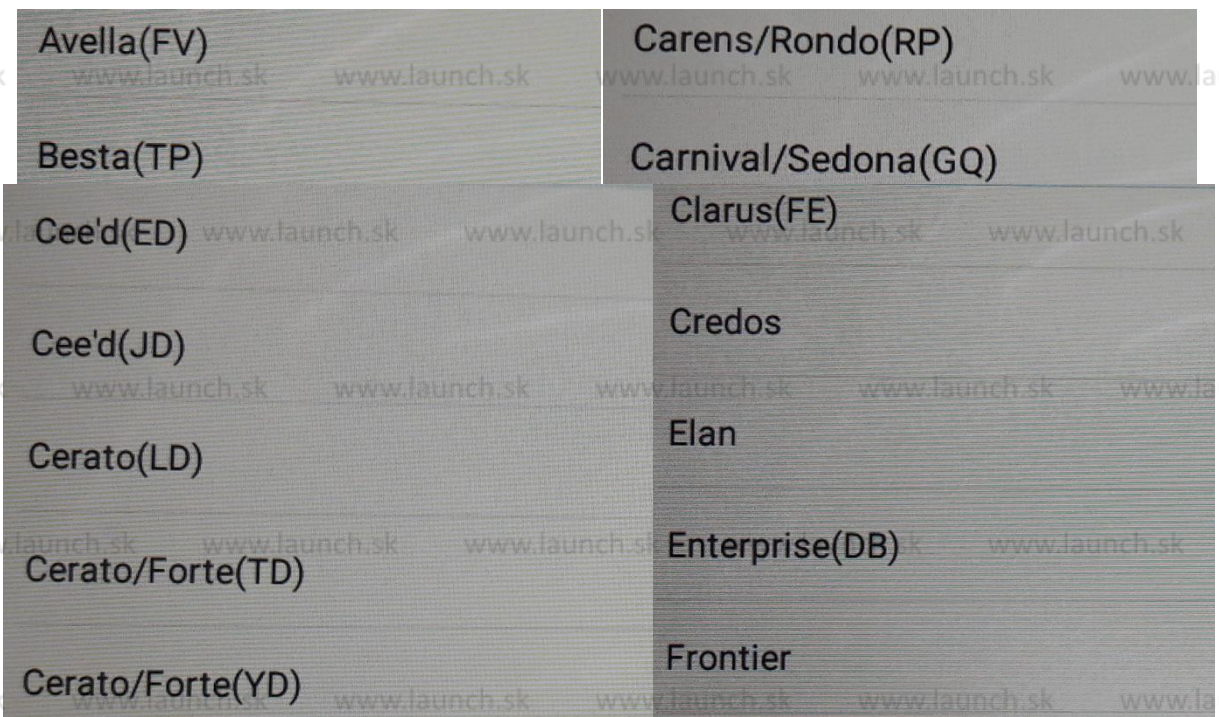 Avella(FV)
Besta(TP)
Cee'd(ED)
Cee'd(JD)
Cerato(LD)
Cerato/Forte(TD)
Cerato/Forte(YD)
Carens/Rondo(RP)
Carnival/Sedona(GQ)
Clarus(FE)
Credos
Elan
Enterprise(DB)
Frontier
www.launch.sk